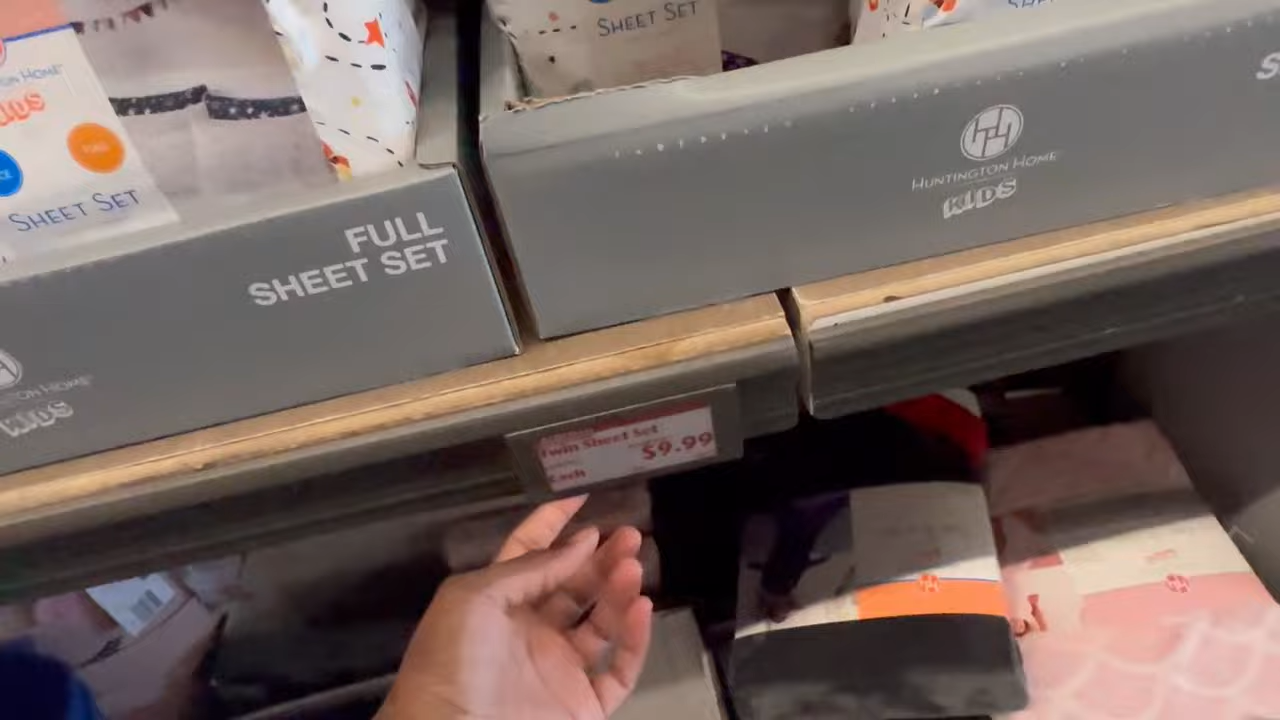 SHEET SET
HUNTINGTON HOME
KIDS
SHEET SET
FULL
SHEET SET
KIDS
Twin Sheet Set
$9.99
Each